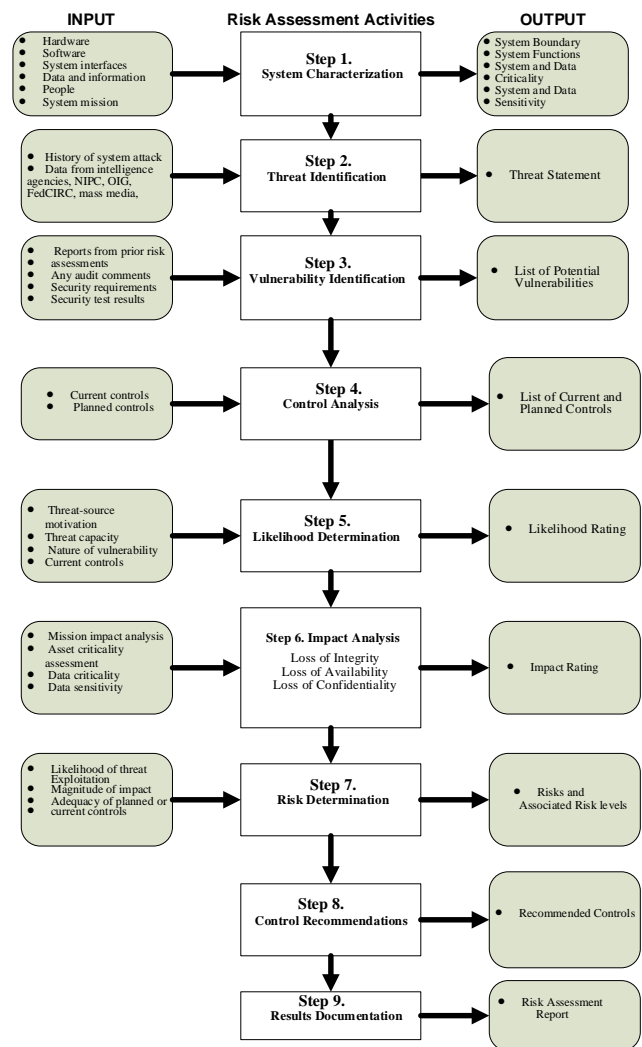 INPUT
Risk Assessment Activities
OUTPUT
● Hardware
● Software
● System interfaces
● Data and information
● People
● System mission
Step 1.
System Characterization
● System Boundary
● System Functions
● System and Data
● Criticality
● System and Data
● Sensitivity
● History of system attack
● Data from intelligence
agencies, NIPC, OIG,
FedCIRC, mass media,
Step 2.
Threat Identification
● Threat Statement
● Reports from prior risk
● assessments
● Any audit comments
● Security requirements
● Security test results
Step 3.
Vulnerability Identification
● List of Potential
Vulnerabilities
● Current controls
● Planned controls
Step 4.
Control Analysis
● List of Current and
Planned Controls
● Threat-source
motivation
● Threat capacity
● Nature of vulnerability
● Current controls
Step 5.
Likelihood Determination
● Likelihood Rating
● Mission impact analysis
● Asset criticality
assessment
● Data criticality
● Data sensitivity
Step 6. Impact Analysis
Loss of Integrity
Loss of Availability
Loss of Confidentiality
● Impact Rating
● Likelihood of threat
Exploitation
● Magnitude of impact
● Adequacy of planned or
● current controls
Step 7.
Risk Determination
● Risks and
Associated Risk levels
Step 8.
Control Recommendations
● Recommended Controls
Step 9.
Results Documentation
● Risk Assessment
Report